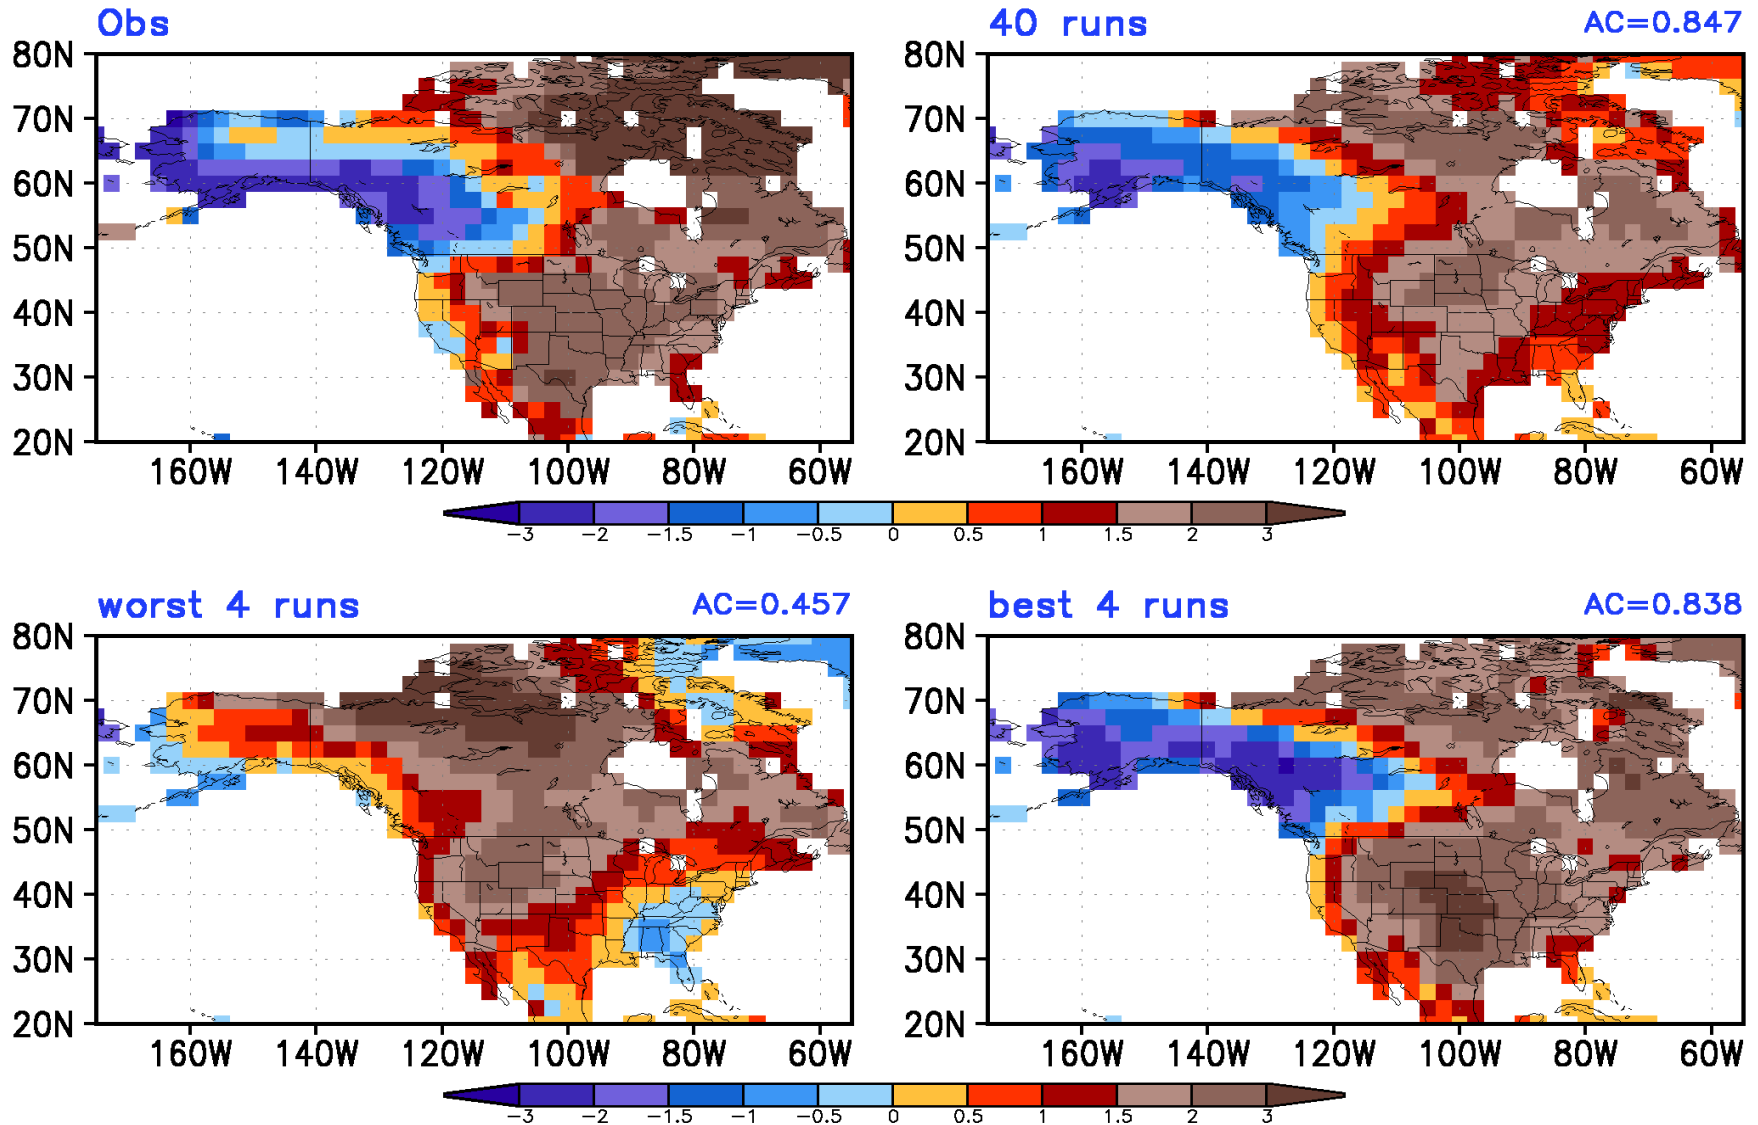 Obs
80N
70N
60N
50N
40N
30N
20N
160W 140W 120W 100W 80W 60W
40 runs AC=0.847
80N
70N
60N
50N
40N
30N
20N
160W 140W 120W 100W 80W 60W
-3 -2 -1.5 -1 -0.5 0 0.5 1 1.5 2 3
worst 4 runs AC=0.457
80N
70N
60N
50N
40N
30N
20N
160W 140W 120W 100W 80W 60W
best 4 runs AC=0.838
80N
70N
60N
50N
40N
30N
20N
160W 140W 120W 100W 80W 60W
-3 -2 -1.5 -1 -0.5 0 0.5 1 1.5 2 3